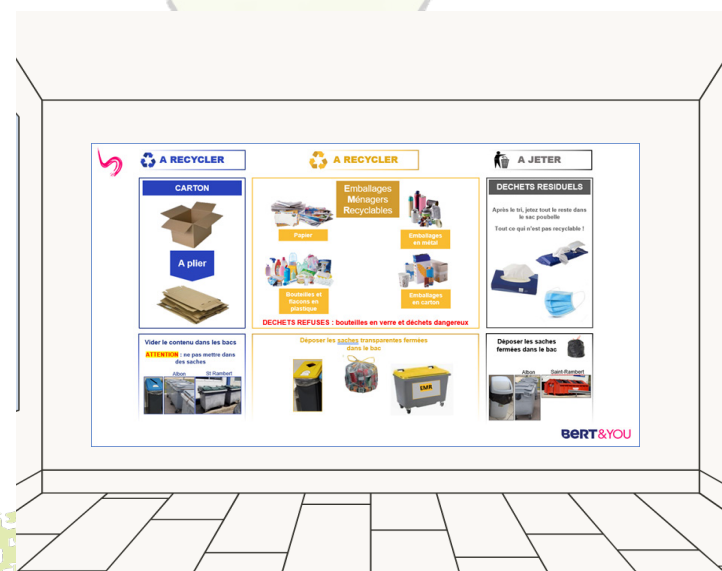 A RECYCLER
A RECYCLER
A JETER
CARTON
A plier
Emballages
Ménagers
Recyclables
Papier
Emballages
en métal
Bouteilles et
flacons en
plastique
Emballages
en carton
DECHETS REFUSES : bouteilles en verre et déchets dangereux
DECHETS RESIDUELS
Après le tri, jetez tout le reste dans
le sac poubelle
Tout ce qui n'est pas recyclable !
Vider le contenu dans les bacs
ATTENTION : ne pas mettre dans
des saches
Albon St Rambert
Déposer les saches transparentes fermées
dans le bac
EMR
Déposer les saches
fermées dans le bac
Albon Saint-Rambert
BERT&YOU